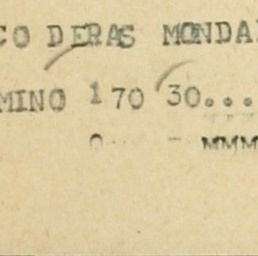 CO DERAS MONDA
MINO 170 30...